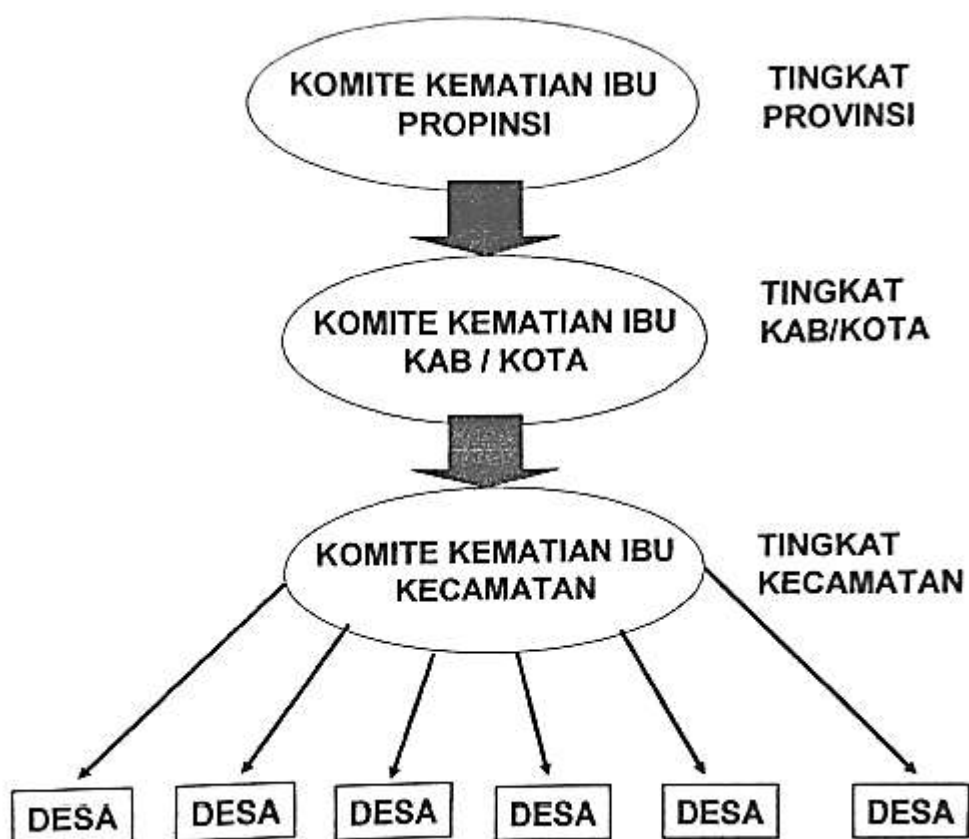 KOMITE KEMATIAN IBU
PROPINSI
TINGKAT
PROVINSI
KOMITE KEMATIAN IBU
KAB / KOTA
TINGKAT
KAB/KOTA
KOMITE KEMATIAN IBU
KECAMATAN
TINGKAT
KECAMATAN
DESA DESA DESA DESA DESA DESA